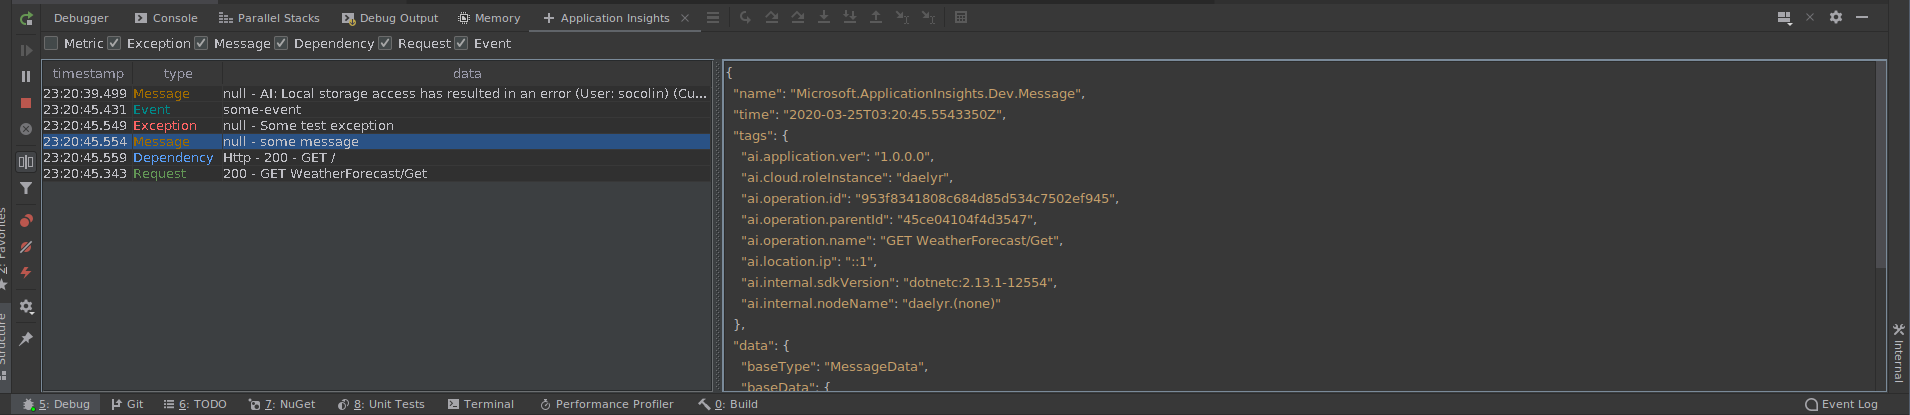 Debugger Console Parallel Stacks Debug Output Memory Application Insights
Metric Exception Message Dependency Request Event
timestamp type data
23:20:39.499 Message null - AI: Local storage access has resulted in an error (User: socolin) (Cu...
23:20:45.431 Event some-event
23:20:45.549 Exception null - Some test exception
23:20:45.554 Message null - some message
23:20:45.559 Dependency Http - 200 - GET /
23:20:45.343 Request 200 - GET WeatherForecast/Get
{
"name": "Microsoft.ApplicationInsights.Dev.Message",
"time": "2020-03-25T03:20:45.5543350Z",
"tags": {
"ai.application.ver": "1.0.0.0",
"ai.cloud.roleInstance": "daelyr",
"ai.operation.id": "953f8341808c684d85d534c7502ef945",
"ai.operation.parentId": "45ce04104f4d3547",
"ai.operation.name": "GET WeatherForecast/Get",
"ai.location.ip": "::1",
"ai.internal.sdkVersion": "dotnetc:2.13.1-12554",
"ai.internal.nodeName": "daelyr.(none)"
},
"data": {
"baseType": "MessageData",
"baseData": {
2: Favorites
Structure
Internal
5: Debug Git 6: TODO 7: NuGet 8: Unit Tests Terminal Performance Profiler 0: Build Event Log